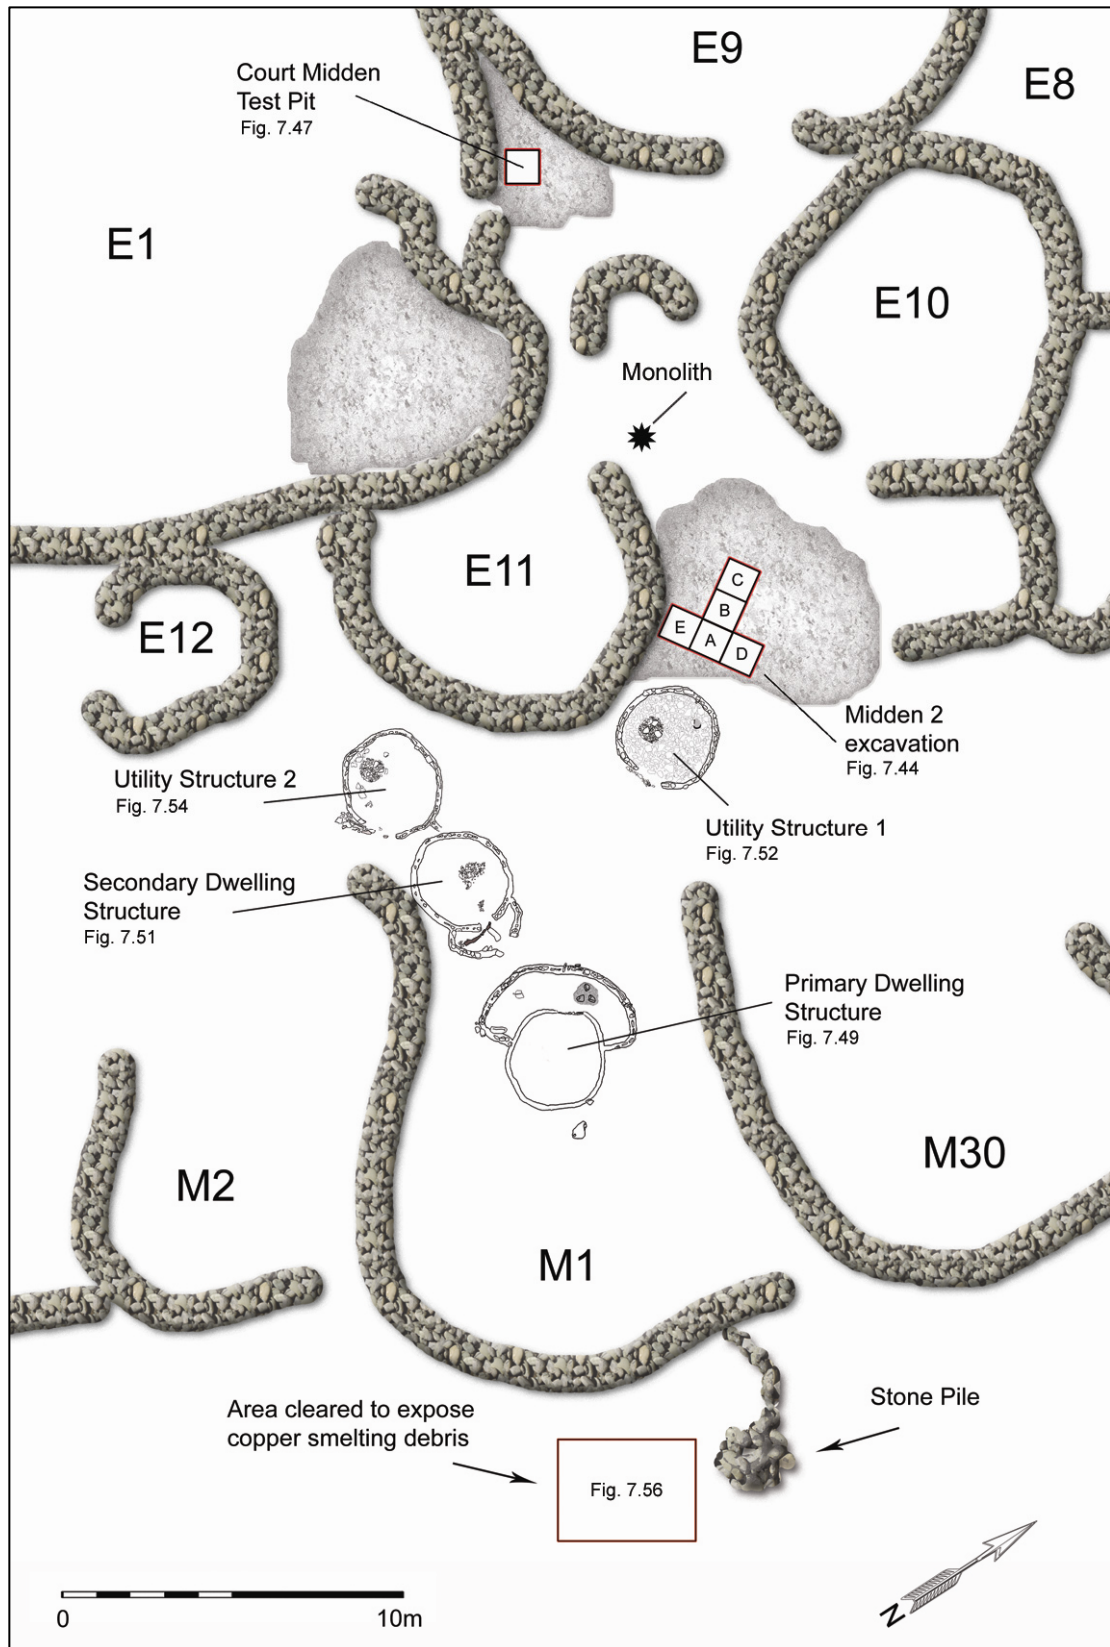 E9
E8
Court Midden
Test Pit
Fig. 7.47
E1
E10
Monolith
E11
C
B
E
A
D
E12
Midden 2
excavation
Fig. 7.44
Utility Structure 2
Fig. 7.54
Utility Structure 1
Fig. 7.52
Secondary Dwelling
Structure
Fig. 7.51
Primary Dwelling
Structure
Fig. 7.49
M2
M30
M1
Area cleared to expose
copper smelting debris
Stone Pile
Fig. 7.56
0
10m
N